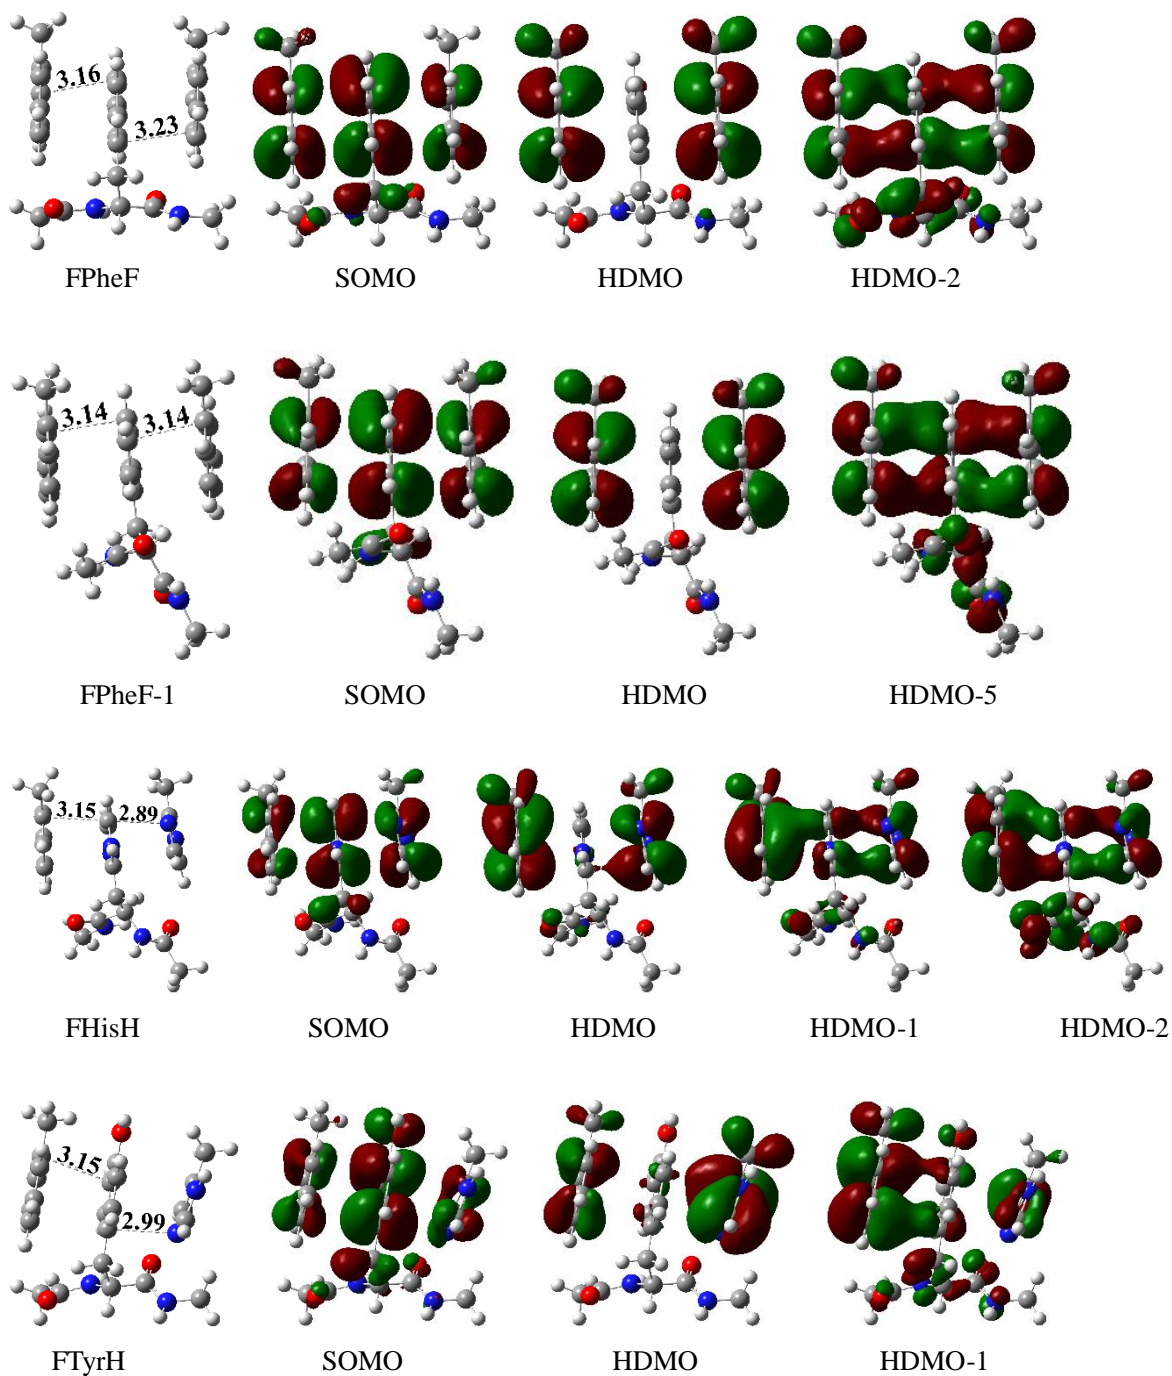 3.16
3.23
FPheF SOMO HDMO HDMO-2
3.14 3.14
FPheF-1 SOMO HDMO HDMO-5
3.15 2.89
FHisH SOMO HDMO HDMO-1 HDMO-2
3.15
2.99
FTyrH SOMO HDMO HDMO-1